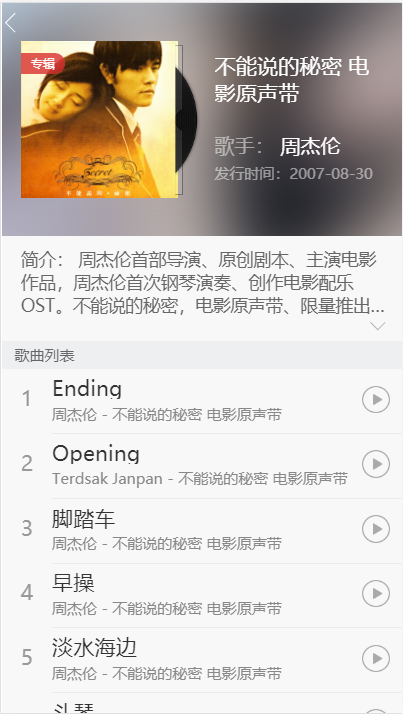 专辑
Secret
不能说的·秘密
不能说的秘密 电
影原声带
歌手： 周杰伦
发行时间：2007-08-30
简介： 周杰伦首部导演、原创剧本、主演电影
作品，周杰伦首次钢琴演奏、创作电影配乐
OST。不能说的秘密，电影原声带、限量推出...
歌曲列表
1 Ending
周杰伦 - 不能说的秘密 电影原声带
2 Opening
Terdsak Janpan - 不能说的秘密 电影原声带
3 脚踏车
周杰伦 - 不能说的秘密 电影原声带
4 早操
周杰伦 - 不能说的秘密 电影原声带
5 淡水海边
周杰伦 - 不能说的秘密 电影原声带
斗琴